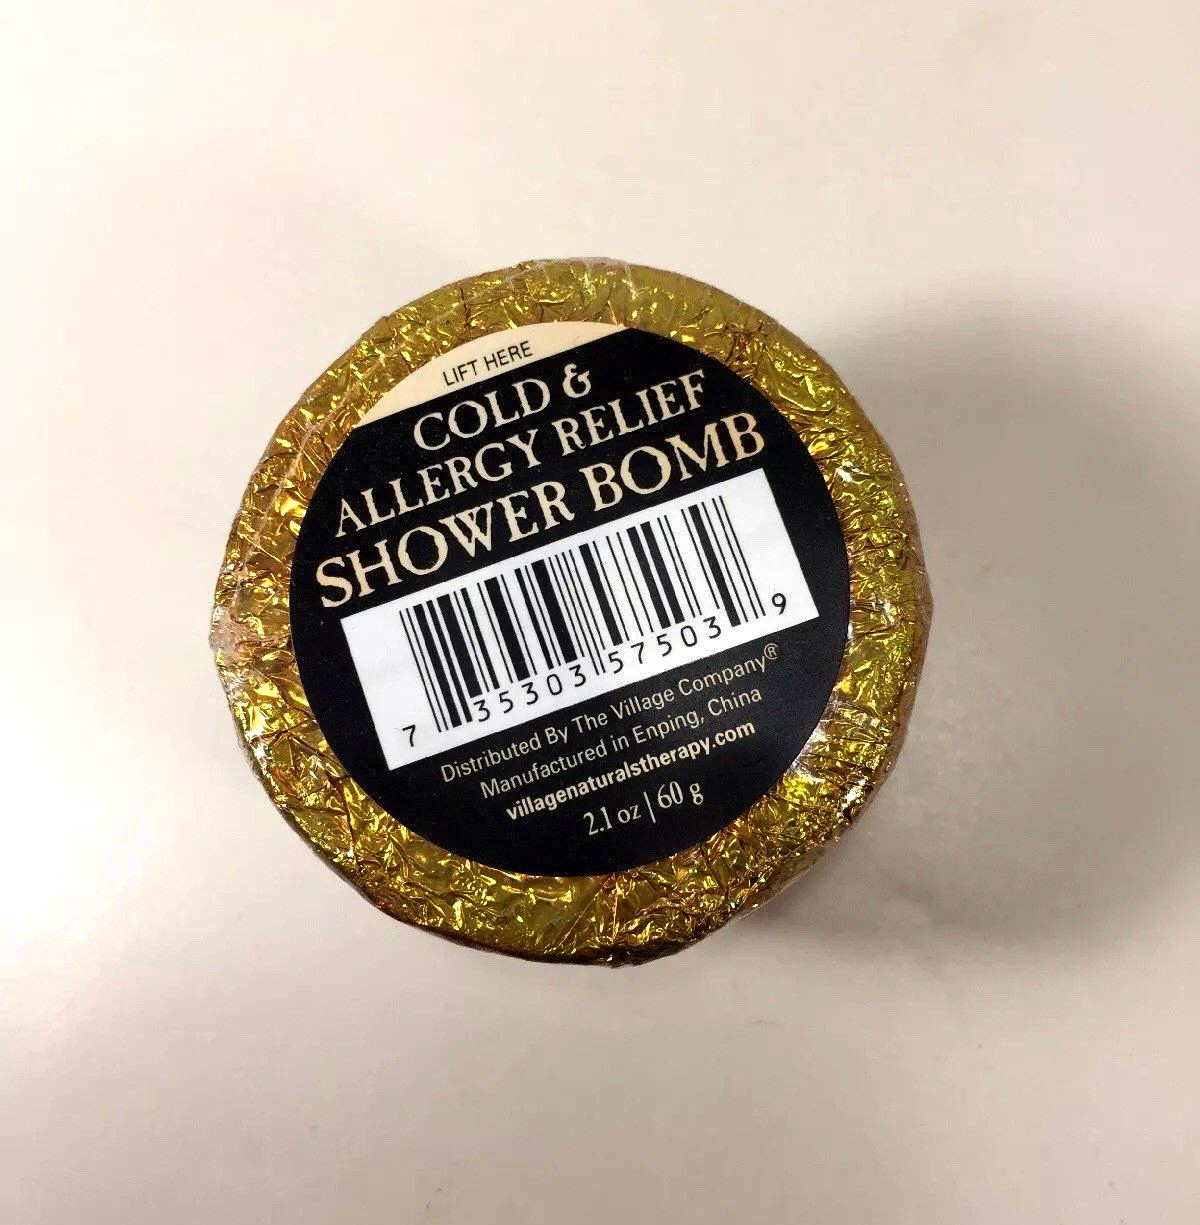 LIFT HERE
COLD &
ALLERGY RELIEF
SHOWER BOMB
7 35303 57503 9
Distributed By The Village Company®
Manufactured in Enping, China
villagenaturalstherapy.com
2.1 oz | 60 g